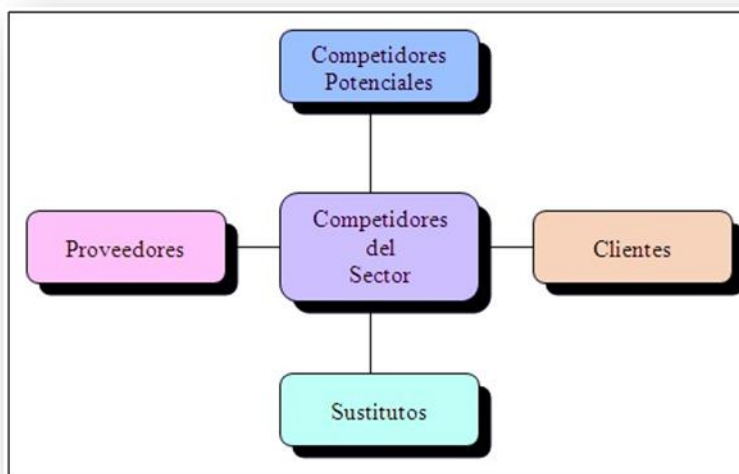 Competidores
Potenciales
Proveedores
Competidores
del
Sector
Clientes
Sustitutos